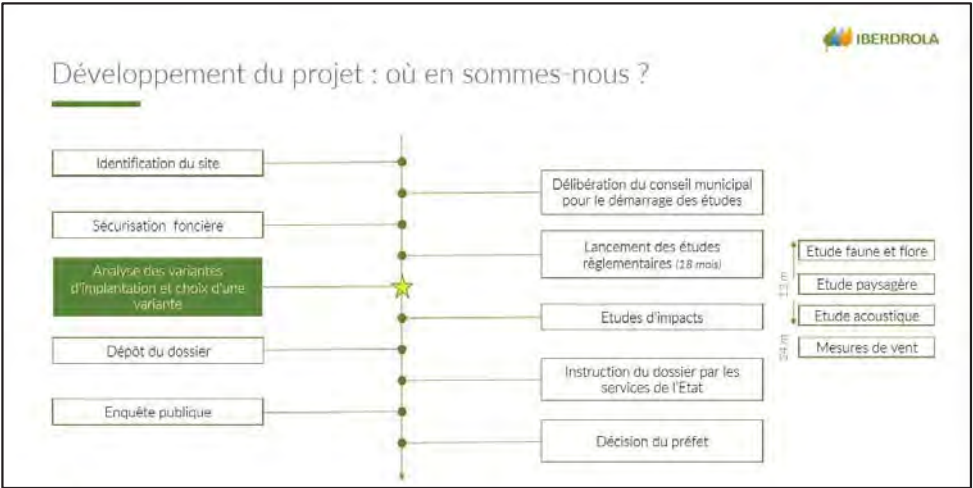 IBERDROLA
Développement du projet : où en sommes-nous ?
Identification du site
Délibération du conseil municipal
pour le démarrage des études
Sécurisation foncière
Lancement des études
règlementaires (18 mois)
Etude faune et flore
Etude paysagère
Etude acoustique
Mesures de vent
24 m
Analyse des variantes
d'implantation et choix d'une
variante
Etudes d'impacts
Dépôt du dossier
Instruction du dossier par les
services de l'Etat
Enquête publique
Décision du préfet